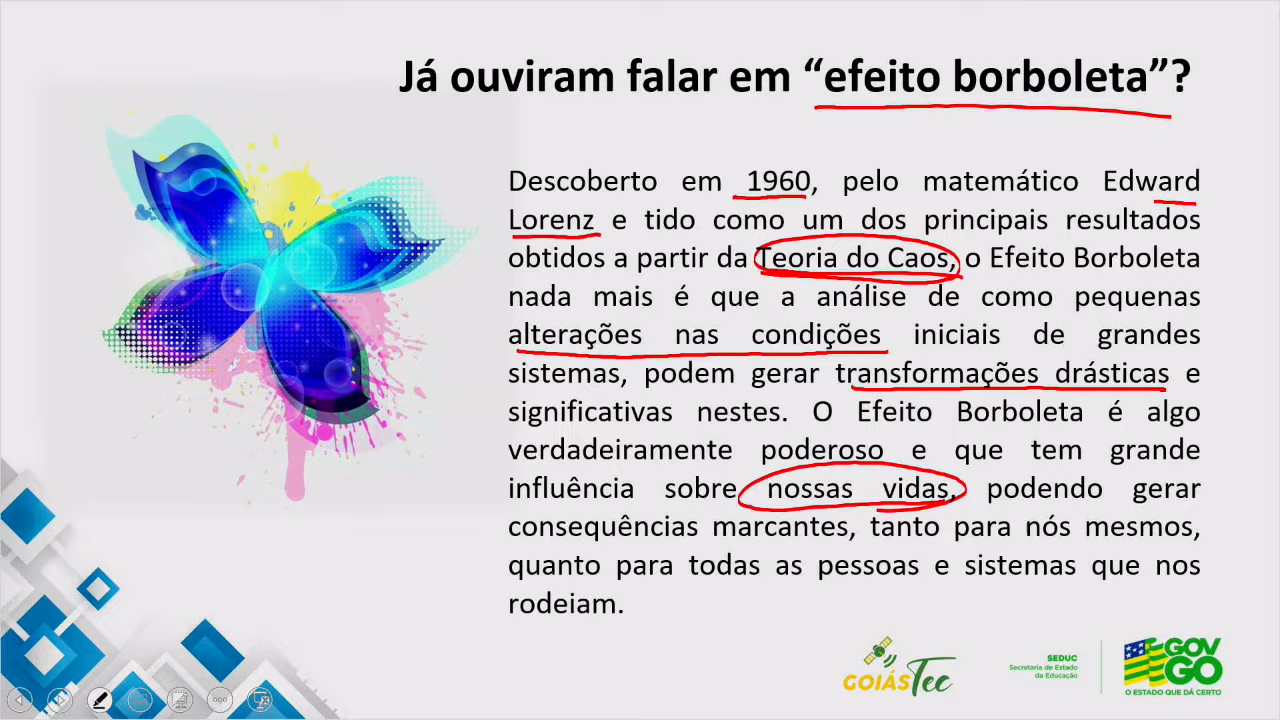 Já ouviram falar em “efeito borboleta”?
Descoberto em 1960, pelo matemático Edward
Lorenz e tido como um dos principais resultados
obtidos a partir da Teoria do Caos, o Efeito Borboleta
nada mais é que a análise de como pequenas
alterações nas condições iniciais de grandes
sistemas, podem gerar transformações drásticas e
significativas nestes. O Efeito Borboleta é algo
verdadeiramente poderoso e que tem grande
influência sobre nossas vidas, podendo gerar
consequências marcantes, tanto para nós mesmos,
quanto para todas as pessoas e sistemas que nos
rodeiam.
GOIÁSTec
SEDUC
Secretaria de Estado
da Educação
GOV
GO
O ESTADO QUE DÁ CERTO